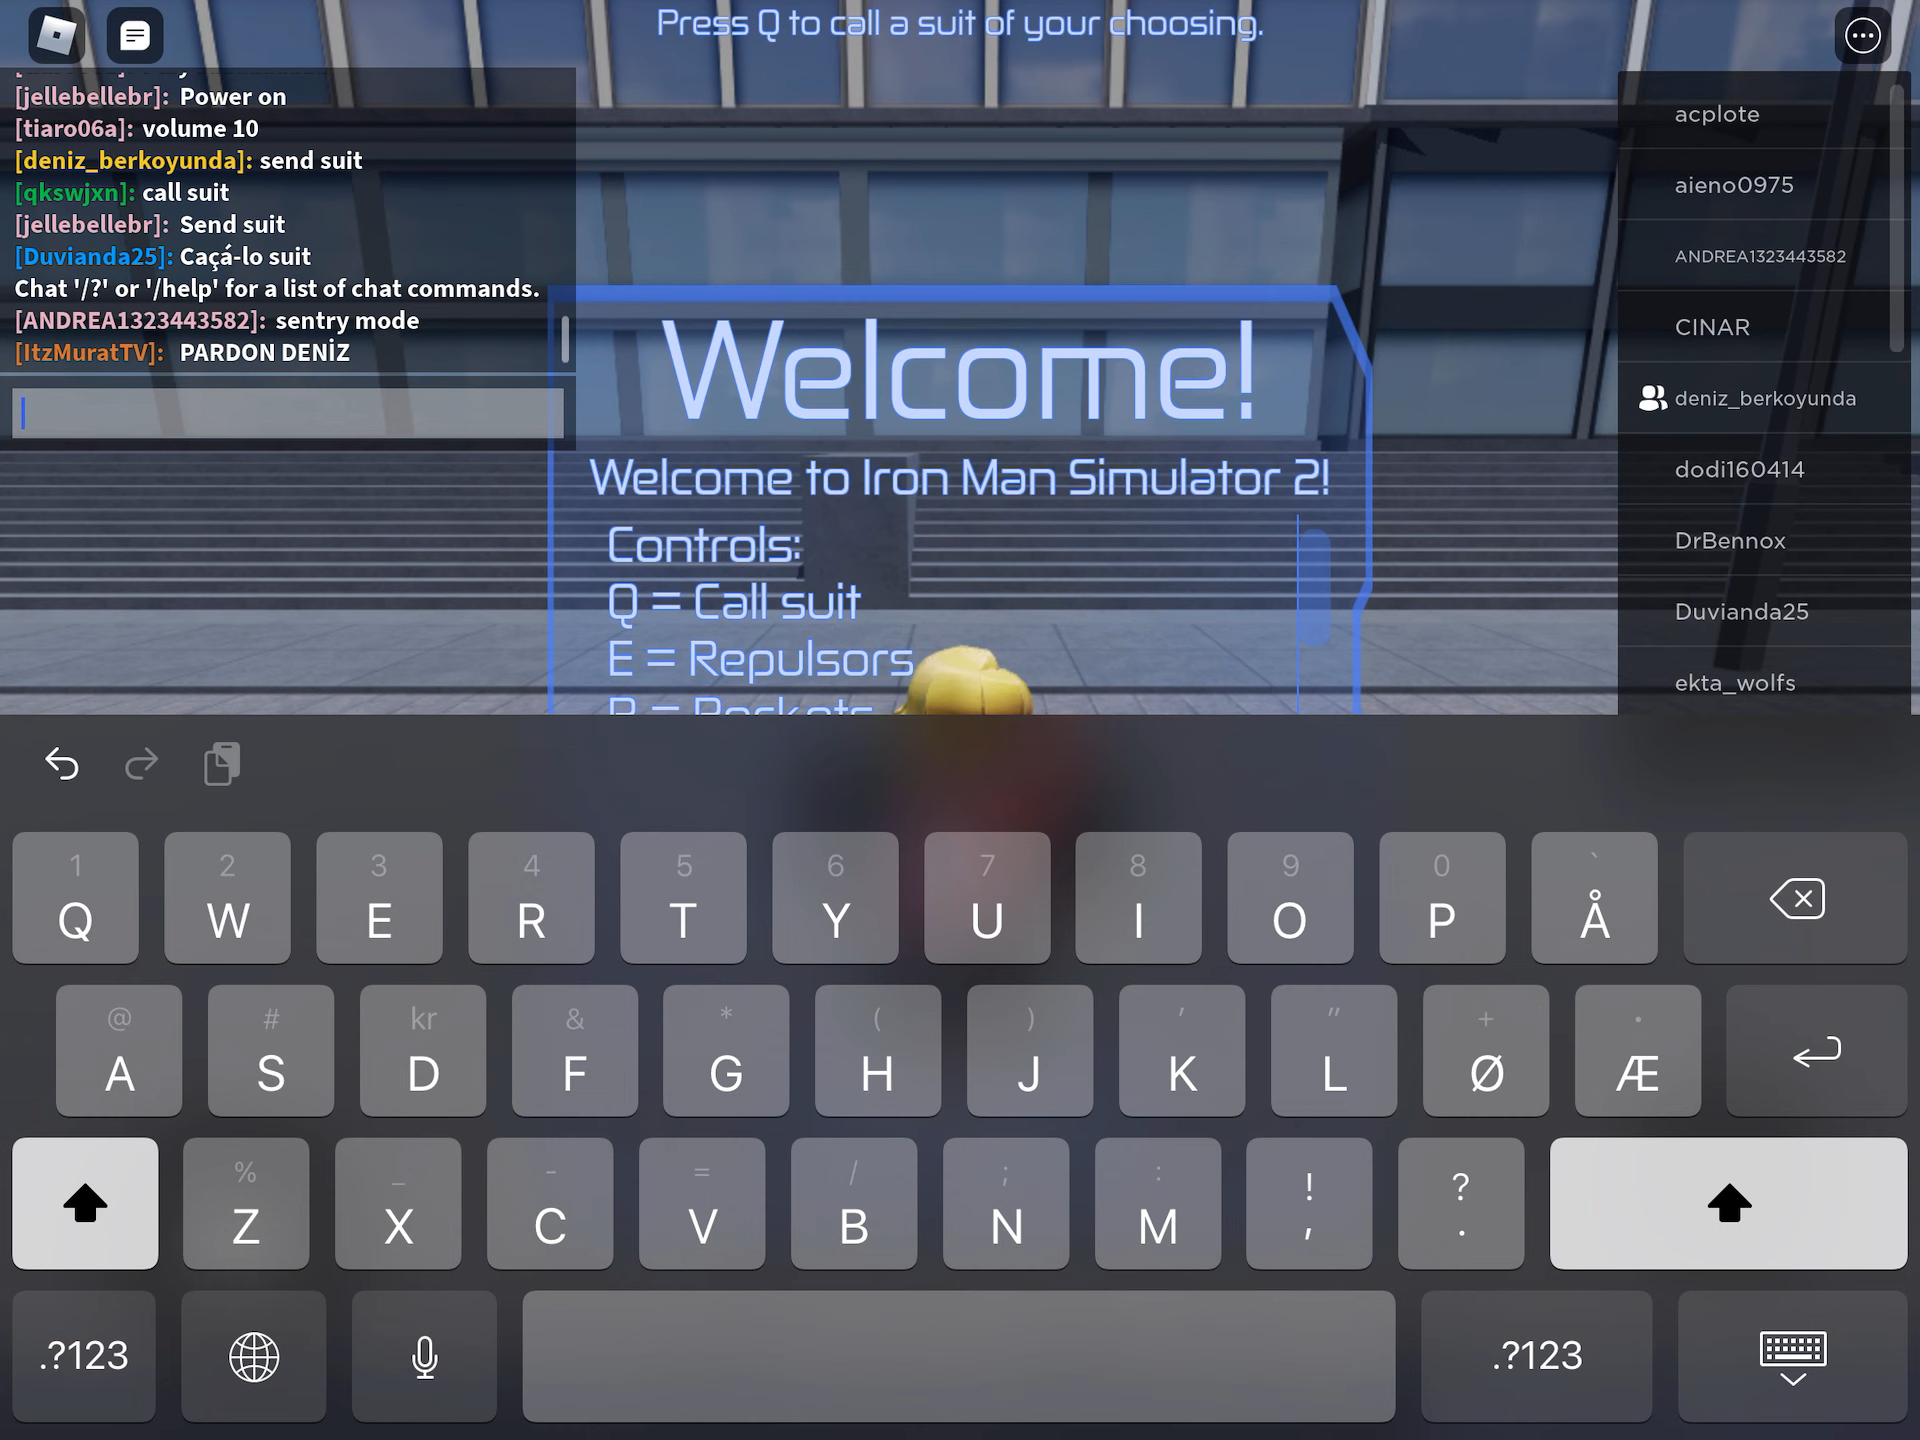 Press Q to call a suit of your choosing.
[jellebellebr]: Power on
[tiaro06a]: volume 10
[deniz_berkoyunda]: send suit
[qkswjxn]: call suit
[jellebellebr]: Send suit
[Duvianda25]: Caçá-lo suit
Chat '/?' or '/help' for a list of chat commands.
[ANDREA1323443582]: sentry mode
[ItzMuratTV]: PARDON DENİZ
Welcome!
Welcome to Iron Man Simulator 2!
Controls:
Q = Call suit
E = Repulsors
R = Rockets
acplote
aieno0975
ANDREA1323443582
CINAR
deniz_berkoyunda
dodi160414
DrBennox
Duvianda25
ekta_wolfs
1 2 3 4 5 6 7 8 9 0 `
Q W E R T Y U I O P Å
@ # kr & * ( ) ' " + •
A S D F G H J K L Ø Æ
% _ - = / ; : ! ?
Z X C V B N M , .
.?123 .?123